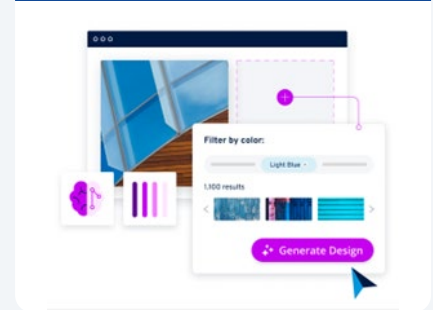 Filter by color:
Light Blue
1,100 results
Generate Design